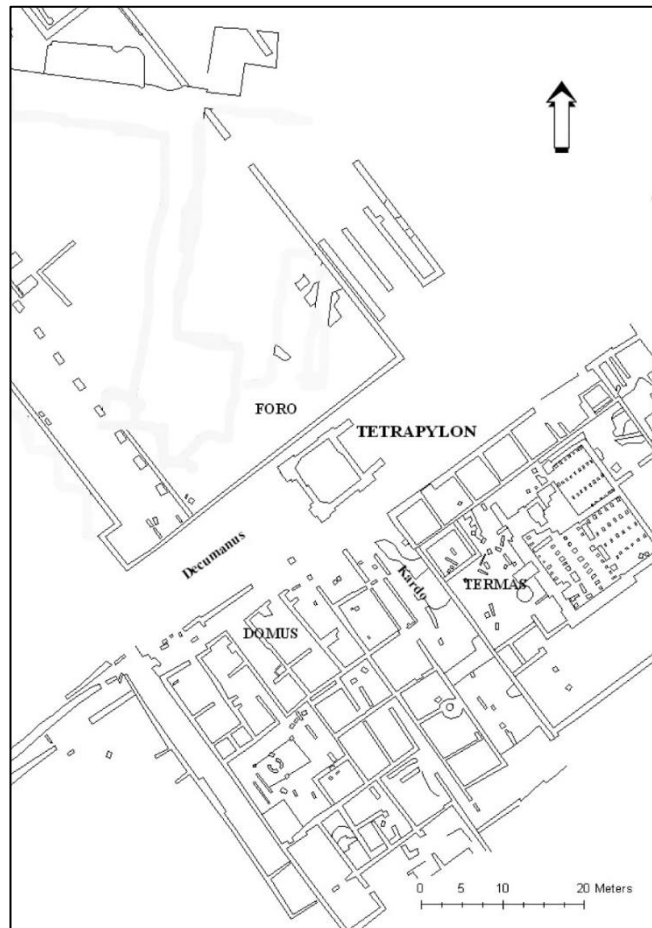 FORO
TETRAPYLON
Decumanus
Kardo
TERMAS
DOMUS
0 5 10 20 Meters